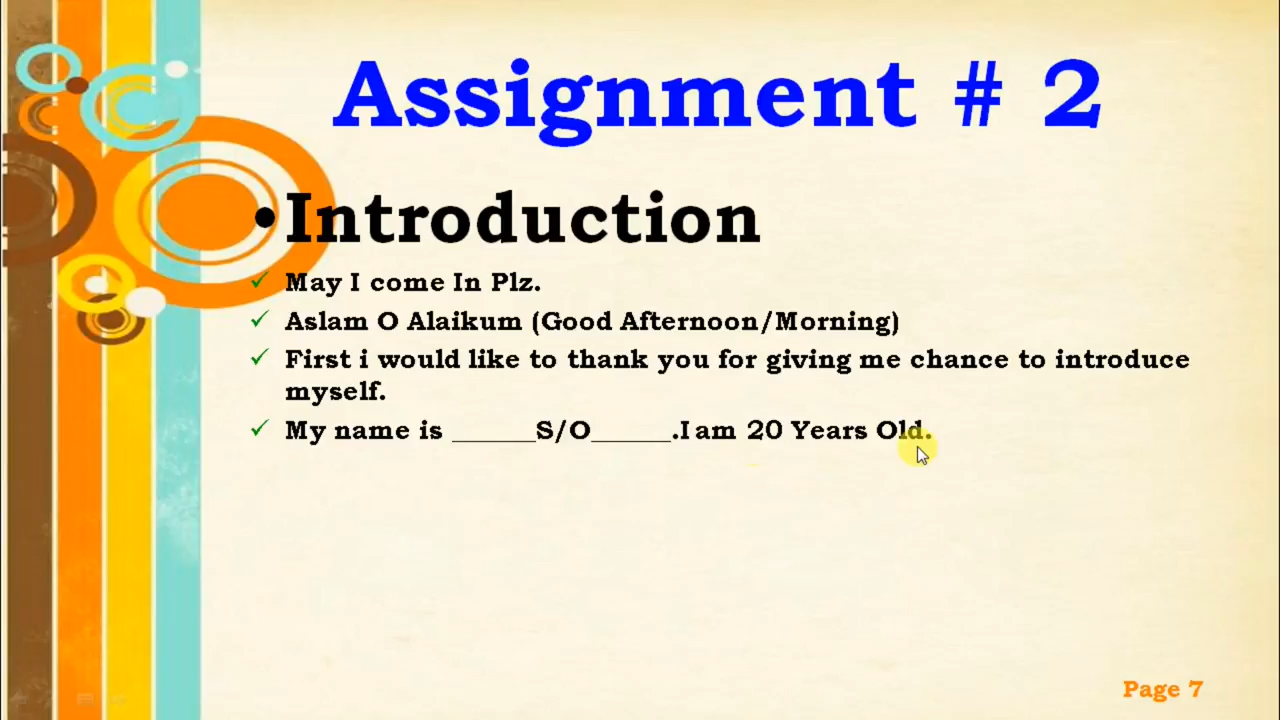 Assignment # 2
•Introduction
✓ May I come In Plz.
✓ Aslam O Alaikum (Good Afternoon/Morning)
✓ First i would like to thank you for giving me chance to introduce
myself.
✓ My name is ______S/O______.I am 20 Years Old.
Page 7